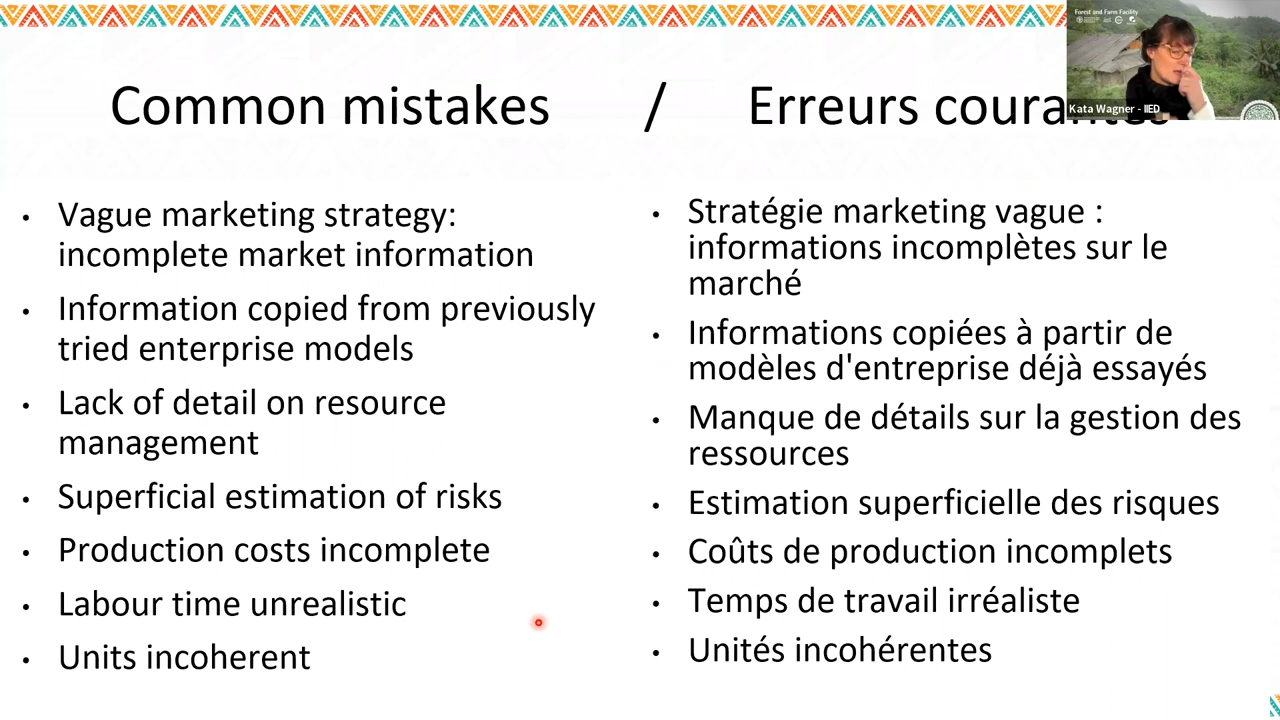 Forest and Farm Facility
Kata Wagner - IIED
Common mistakes / Erreurs
• Vague marketing strategy:
incomplete market information
• Information copied from previously
tried enterprise models
• Lack of detail on resource
management
• Superficial estimation of risks
• Production costs incomplete
• Labour time unrealistic
• Units incoherent
• Stratégie marketing vague :
informations incomplètes sur le
marché
• Informations copiées à partir de
modèles d'entreprise déjà essayés
• Manque de détails sur la gestion des
ressources
• Estimation superficielle des risques
• Coûts de production incomplets
• Temps de travail irréaliste
• Unités incohérentes